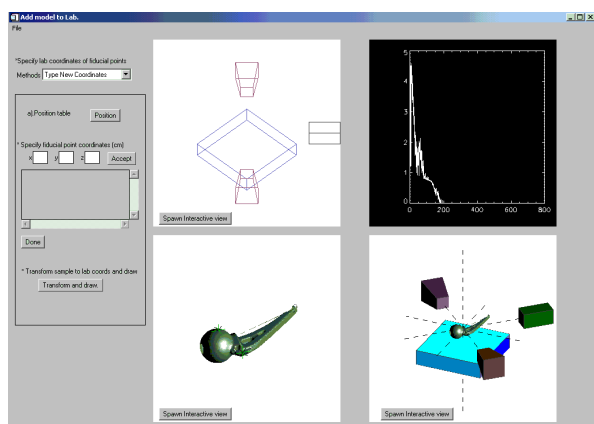 Add model to Lab.
File
*Specify lab coordinates of fiducial points
Methods Type New Coordinates
a).Position table Position
* Specify fiducial point coordinates (cm)
x y z Accept
Done
* Transform sample to lab coords and draw
Transform and draw.
Spawn Interactive view
5
4
3
2
1
0
0 200 400 600 800
Spawn Interactive view
Spawn Interactive view